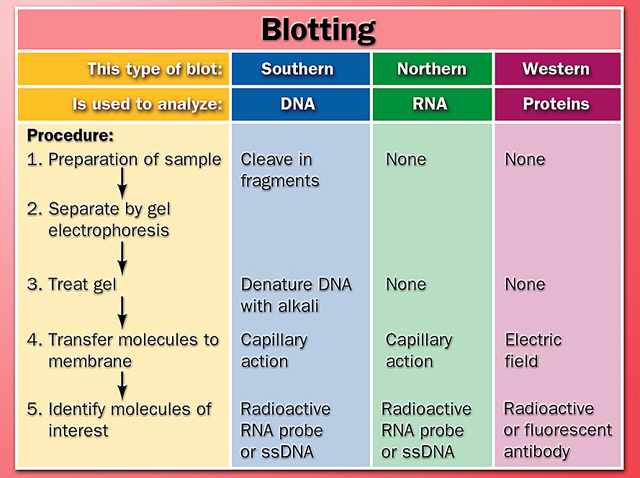 Blotting
This type of blot: Southern Northern Western
Is used to analyze: DNA RNA Proteins
Procedure:
1. Preparation of sample Cleave in None None
fragments
2. Separate by gel
electrophoresis
3. Treat gel Denature DNA None None
with alkali
4. Transfer molecules to Capillary Capillary Electric
membrane action action field
5. Identify molecules of Radioactive Radioactive Radioactive
interest RNA probe RNA probe or fluorescent
or ssDNA or ssDNA antibody